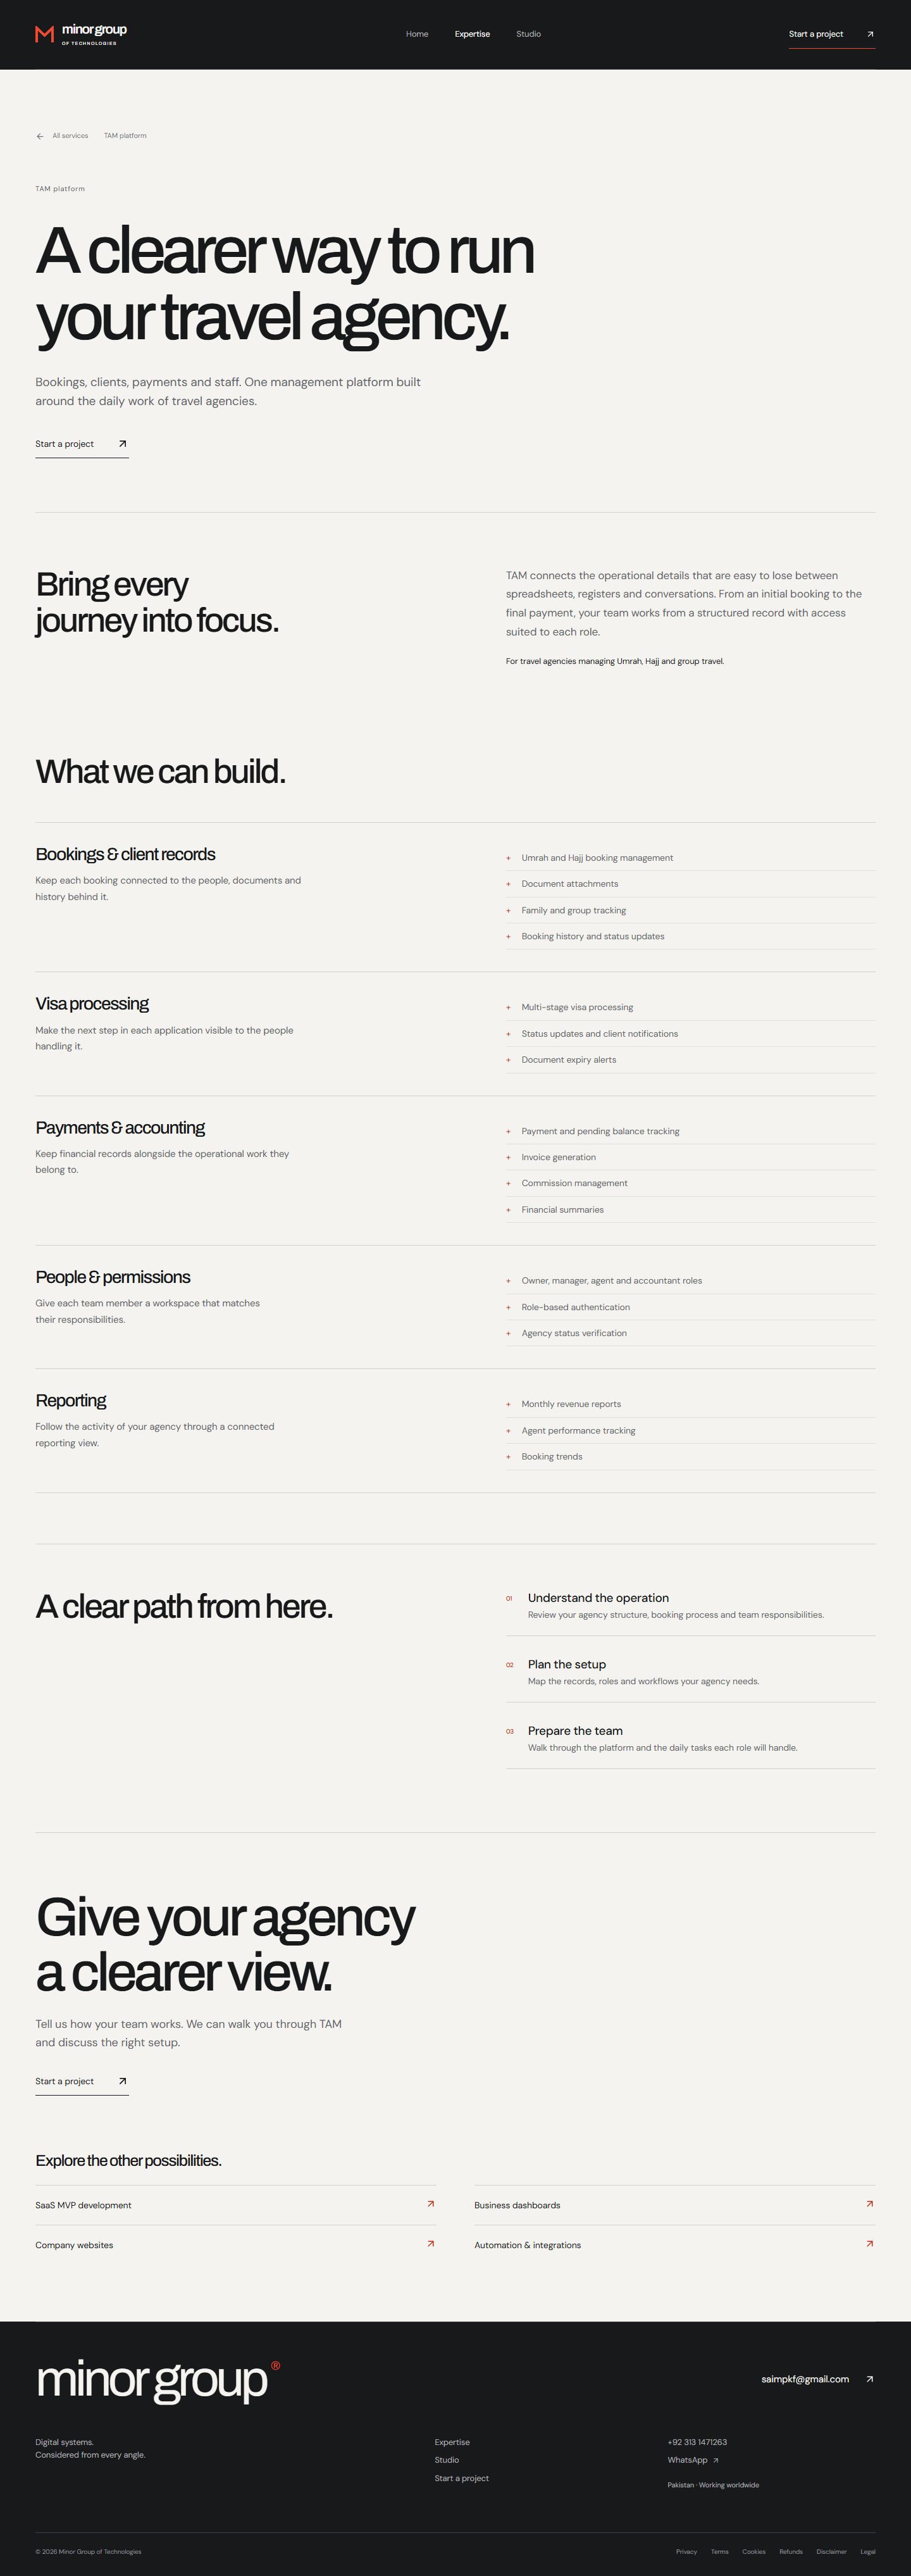 minor group
OF TECHNOLOGIES
Home
Expertise
Studio
Start a project
All services
TAM platform
TAM platform
A clearer way to run
your travel agency.
Bookings, clients, payments and staff. One management platform built
around the daily work of travel agencies.
Start a project
Bring every
journey into focus.
TAM connects the operational details that are easy to lose between
spreadsheets, registers and conversations. From an initial booking to the
final payment, your team works from a structured record with access
suited to each role.
For travel agencies managing Umrah, Hajj and group travel.
What we can build.
Bookings & client records
Keep each booking connected to the people, documents and
history behind it.
+ Umrah and Hajj booking management
+ Document attachments
+ Family and group tracking
+ Booking history and status updates
Visa processing
Make the next step in each application visible to the people
handling it.
+ Multi-stage visa processing
+ Status updates and client notifications
+ Document expiry alerts
Payments & accounting
Keep financial records alongside the operational work they
belong to.
+ Payment and pending balance tracking
+ Invoice generation
+ Commission management
+ Financial summaries
People & permissions
Give each team member a workspace that matches
their responsibilities.
+ Owner, manager, agent and accountant roles
+ Role-based authentication
+ Agency status verification
Reporting
Follow the activity of your agency through a connected
reporting view.
+ Monthly revenue reports
+ Agent performance tracking
+ Booking trends
A clear path from here.
01 Understand the operation
Review your agency structure, booking process and team responsibilities.
02 Plan the setup
Map the records, roles and workflows your agency needs.
03 Prepare the team
Walk through the platform and the daily tasks each role will handle.
Give your agency
a clearer view.
Tell us how your team works. We can walk you through TAM
and discuss the right setup.
Start a project
Explore the other possibilities.
SaaS MVP development
Business dashboards
Company websites
Automation & integrations
minor group ®
saimpkf@gmail.com
Digital systems.
Considered from every angle.
Expertise
Studio
Start a project
+92 313 1471263
WhatsApp
Pakistan · Working worldwide
© 2026 Minor Group of Technologies
Privacy
Terms
Cookies
Refunds
Disclaimer
Legal